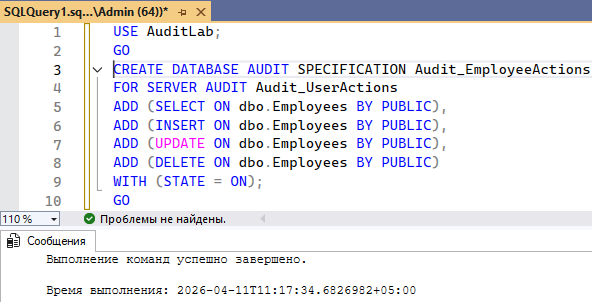 SQLQuery1.sq...\Admin (64))*
1 USE AuditLab;
2 GO
3 CREATE DATABASE AUDIT SPECIFICATION Audit_EmployeeActions
4 FOR SERVER AUDIT Audit_UserActions
5 ADD (SELECT ON dbo.Employees BY PUBLIC),
6 ADD (INSERT ON dbo.Employees BY PUBLIC),
7 ADD (UPDATE ON dbo.Employees BY PUBLIC),
8 ADD (DELETE ON dbo.Employees BY PUBLIC)
9 WITH (STATE = ON);
10 GO
110 % Проблемы не найдены.
Сообщения
Выполнение команд успешно завершено.
Время выполнения: 2026-04-11T11:17:34.6826982+05:00